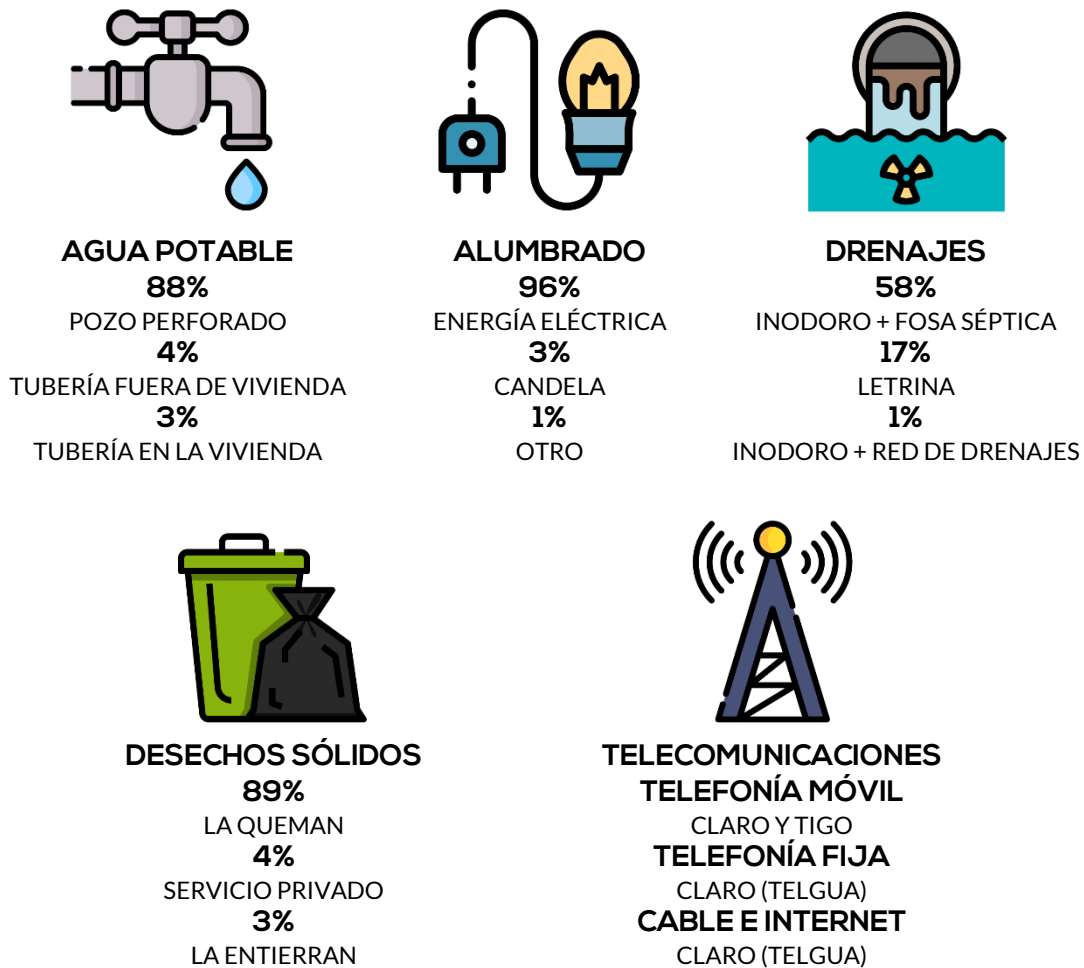 AGUA POTABLE
88%
POZO PERFORADO
4%
TUBERÍA FUERA DE VIVIENDA
3%
TUBERÍA EN LA VIVIENDA
ALUMBRADO
96%
ENERGÍA ELÉCTRICA
3%
CANDELA
1%
OTRO
DRENAJES
58%
INODORO + FOSA SÉPTICA
17%
LETRINA
1%
INODORO + RED DE DRENAJES
DESECHOS SÓLIDOS
89%
LA QUEMAN
4%
SERVICIO PRIVADO
3%
LA ENTIERRAN
TELECOMUNICACIONES
TELEFONÍA MÓVIL
CLARO Y TIGO
TELEFONÍA FIJA
CLARO (TELGUA)
CABLE E INTERNET
CLARO (TELGUA)